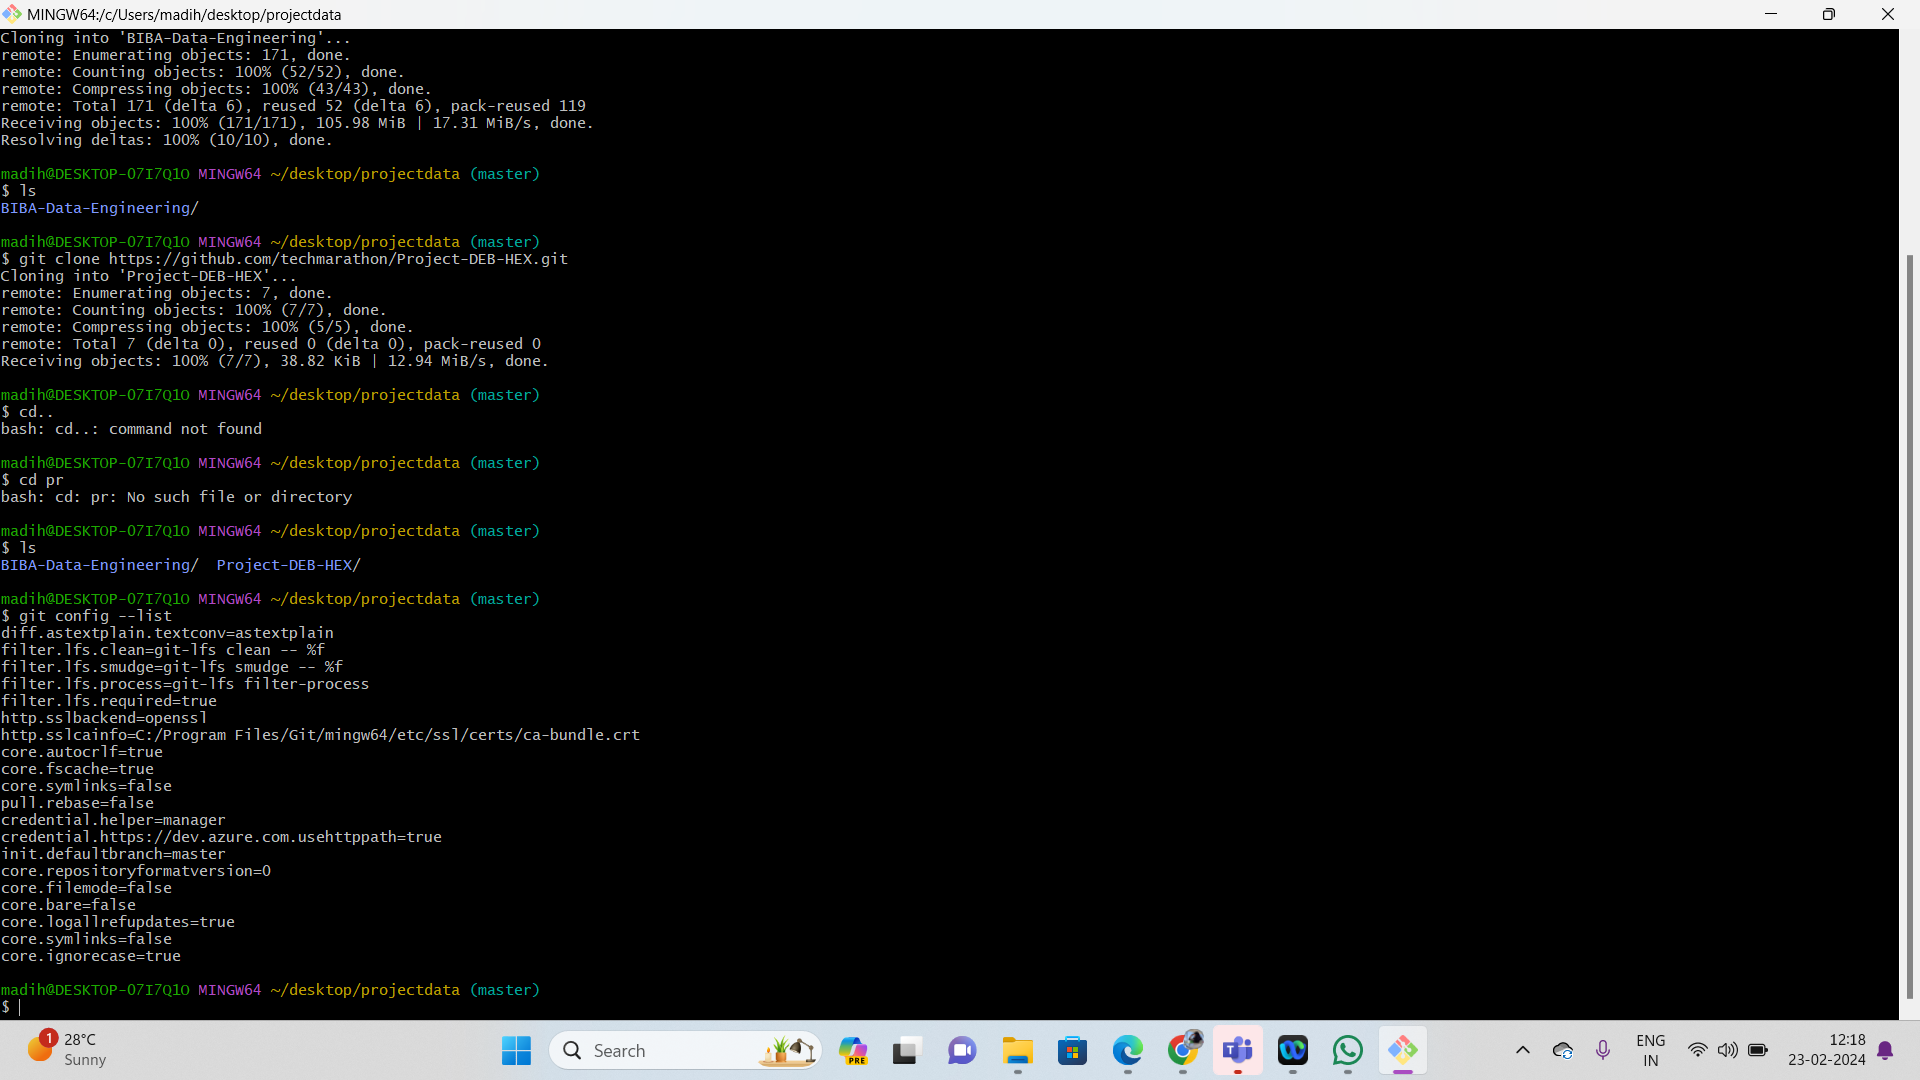 MINGW64:/c/Users/madih/desktop/projectdata
Cloning into 'BIBA-Data-Engineering'...
remote: Enumerating objects: 171, done.
remote: Counting objects: 100% (52/52), done.
remote: Compressing objects: 100% (43/43), done.
remote: Total 171 (delta 6), reused 52 (delta 6), pack-reused 119
Receiving objects: 100% (171/171), 105.98 MiB | 17.31 MiB/s, done.
Resolving deltas: 100% (10/10), done.
madih@DESKTOP-O7I7Q1O MINGW64 ~/desktop/projectdata (master)
$ ls
BIBA-Data-Engineering/
madih@DESKTOP-O7I7Q1O MINGW64 ~/desktop/projectdata (master)
$ git clone https://github.com/techmarathon/Project-DEB-HEX.git
Cloning into 'Project-DEB-HEX'...
remote: Enumerating objects: 7, done.
remote: Counting objects: 100% (7/7), done.
remote: Compressing objects: 100% (5/5), done.
remote: Total 7 (delta 0), reused 0 (delta 0), pack-reused 0
Receiving objects: 100% (7/7), 38.82 KiB | 12.94 MiB/s, done.
madih@DESKTOP-O7I7Q1O MINGW64 ~/desktop/projectdata (master)
$ cd..
bash: cd..: command not found
madih@DESKTOP-O7I7Q1O MINGW64 ~/desktop/projectdata (master)
$ cd pr
bash: cd: pr: No such file or directory
madih@DESKTOP-O7I7Q1O MINGW64 ~/desktop/projectdata (master)
$ ls
BIBA-Data-Engineering/  Project-DEB-HEX/
madih@DESKTOP-O7I7Q1O MINGW64 ~/desktop/projectdata (master)
$ git config --list
diff.astextplain.textconv=astextplain
filter.lfs.clean=git-lfs clean -- %f
filter.lfs.smudge=git-lfs smudge -- %f
filter.lfs.process=git-lfs filter-process
filter.lfs.required=true
http.sslbackend=openssl
http.sslcainfo=C:/Program Files/Git/mingw64/etc/ssl/certs/ca-bundle.crt
core.autocrlf=true
core.fscache=true
core.symlinks=false
pull.rebase=false
credential.helper=manager
credential.https://dev.azure.com.usehttppath=true
init.defaultbranch=master
core.repositoryformatversion=0
core.filemode=false
core.bare=false
core.logallrefupdates=true
core.symlinks=false
core.ignorecase=true
madih@DESKTOP-O7I7Q1O MINGW64 ~/desktop/projectdata (master)
$
1
28°C
Sunny
Search
PRE
ENG
IN
12:18
23-02-2024